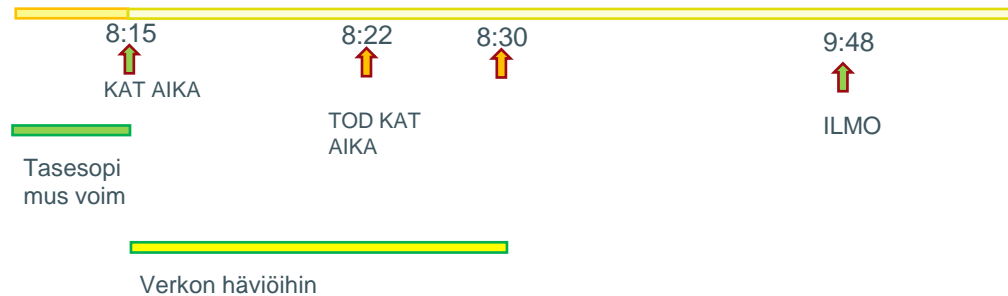 8:15
8:22
8:30
9:48
KAT AIKA
TOD KAT
AIKA
ILMO
Tasesopi
mus voim
Verkon häviöihin